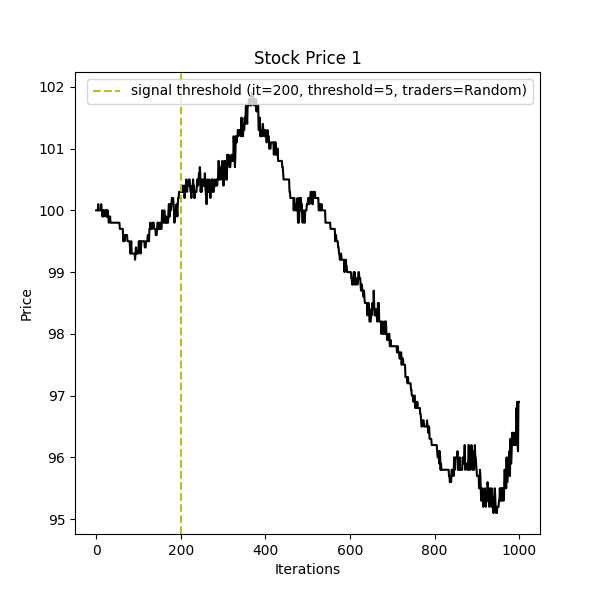 Stock Price 1
signal threshold (it=200, threshold=5, traders=Random)
102
101
100
99
98
97
96
95
Price
0 200 400 600 800 1000
Iterations